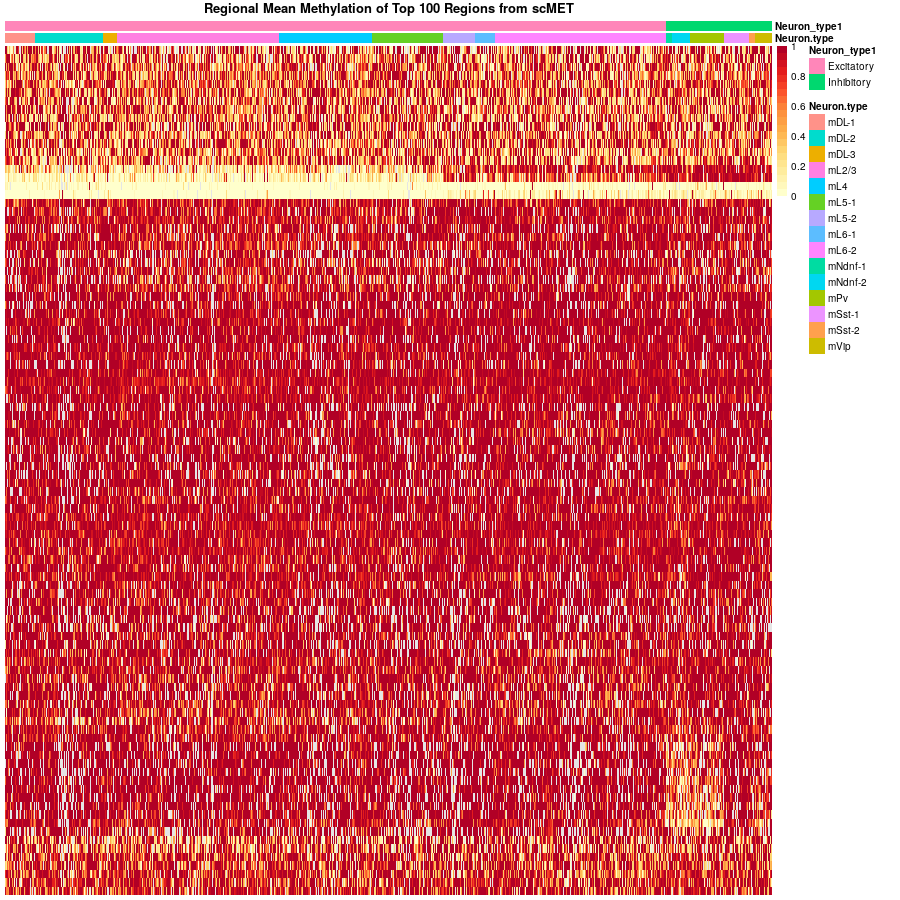 Regional Mean Methylation of Top 100 Regions from scMET
Neuron_type1
Neuron.type
1
0.8
0.6
0.4
0.2
0
Neuron_type1
Excitatory
Inhibitory
Neuron.type
mDL-1
mDL-2
mDL-3
mL2/3
mL4
mL5-1
mL5-2
mL6-1
mL6-2
mNdnf-1
mNdnf-2
mPv
mSst-1
mSst-2
mVip